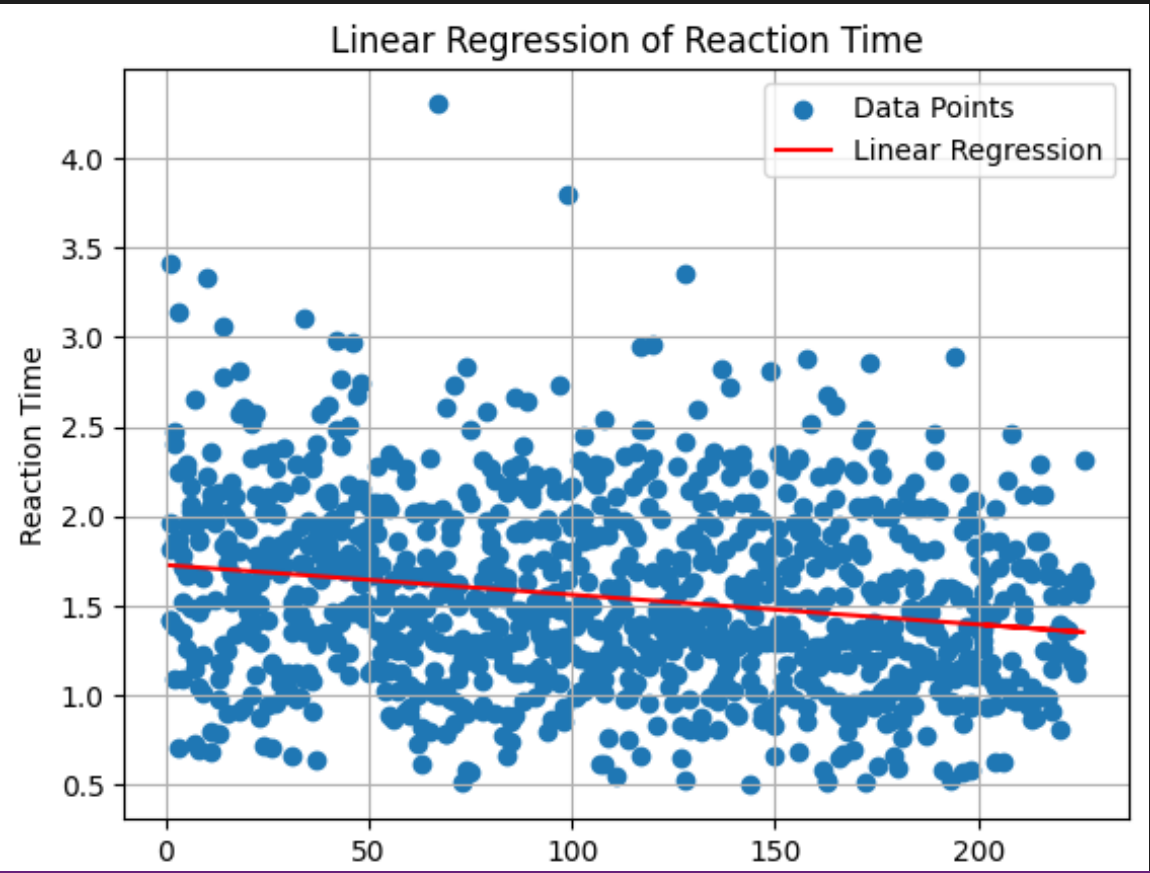 Linear Regression of Reaction Time
Data Points
Linear Regression
4.0
3.5
3.0
2.5
2.0
1.5
1.0
0.5
Reaction Time
0 50 100 150 200